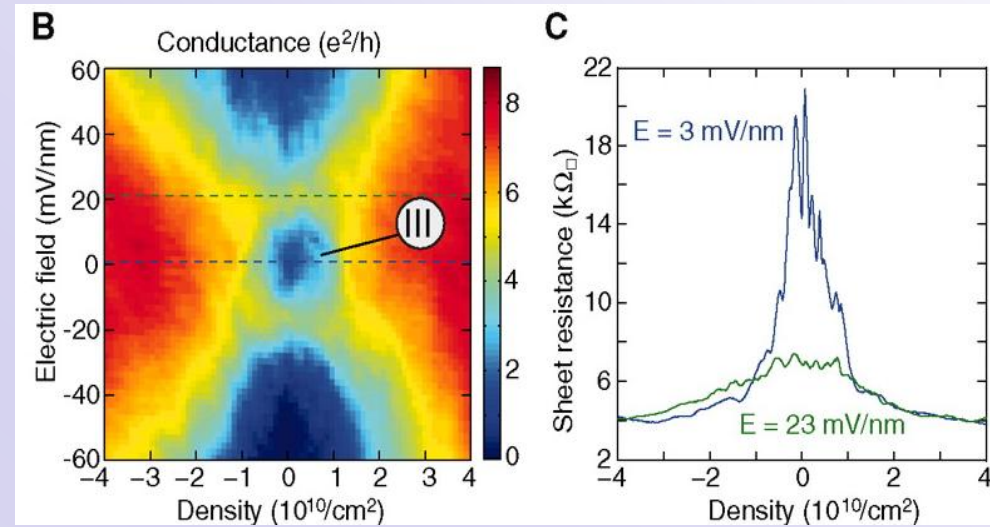 B
Conductance (e²/h)
60
40
20
0
-20
-40
-60
Electric field (mV/nm)
−4 −3 −2 −1 0 1 2 3 4
Density (10¹⁰/cm²)
8
6
4
2
0
III
C
22
18
14
10
6
2
Sheet resistance (kΩ□)
E = 3 mV/nm
E = 23 mV/nm
−4 −2 0 2 4
Density (10¹⁰/cm²)